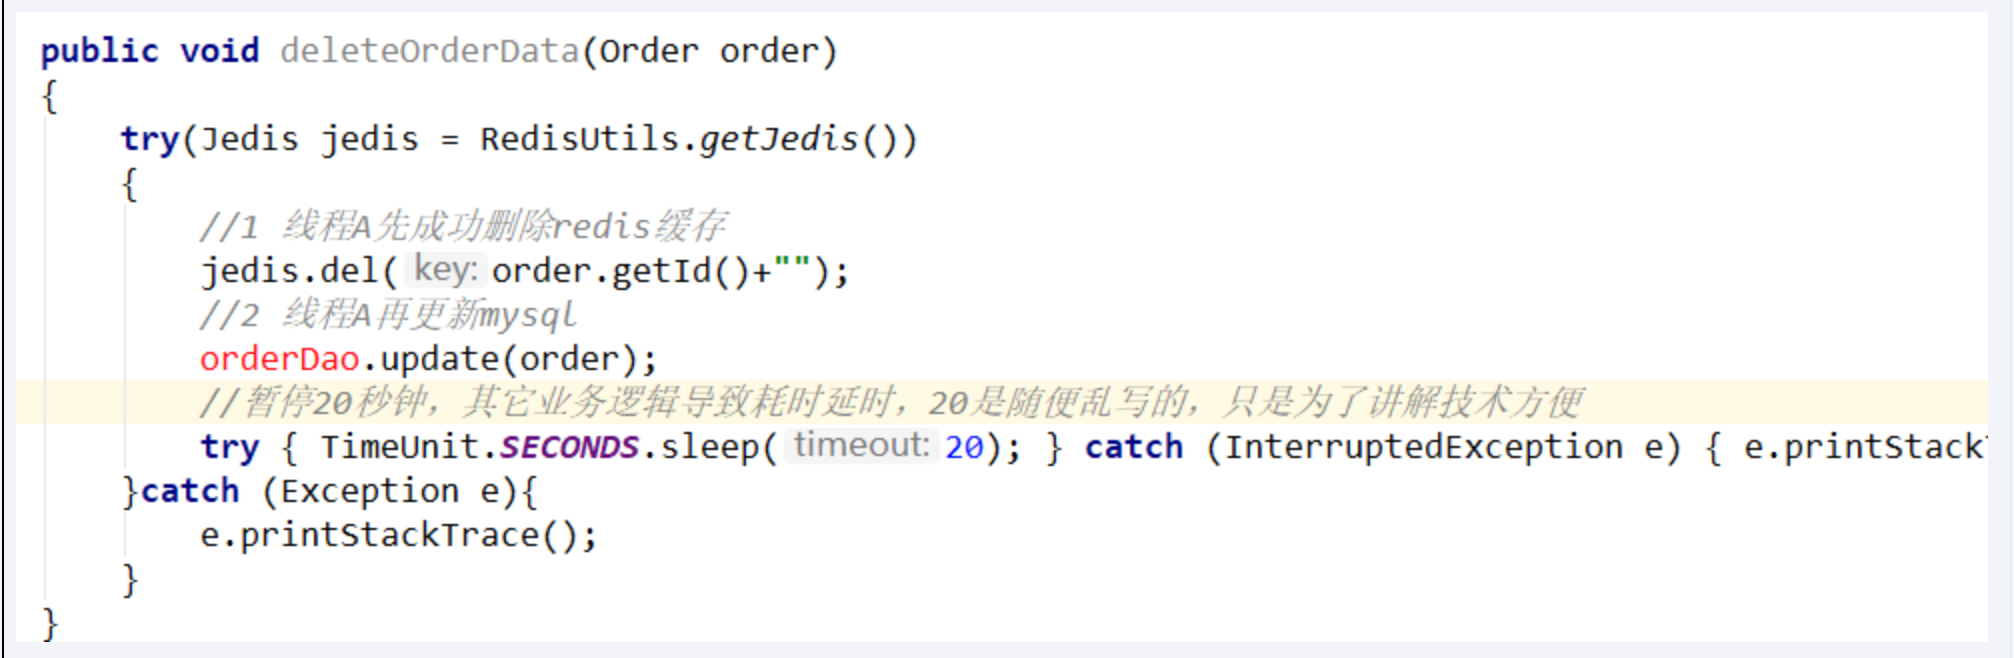 public void deleteOrderData(Order order)
{
try(Jedis jedis = RedisUtils.getJedis())
{
//1 线程A先成功删除redis缓存
jedis.del( key: order.getId()+"");
//2 线程A再更新mysql
orderDao.update(order);
//暂停20秒钟，其它业务逻辑导致耗时延时，20是随便乱写的，只是为了讲解技术方便
try { TimeUnit.SECONDS.sleep( timeout: 20); } catch (InterruptedException e) { e.printStack
}catch (Exception e){
e.printStackTrace();
}
}